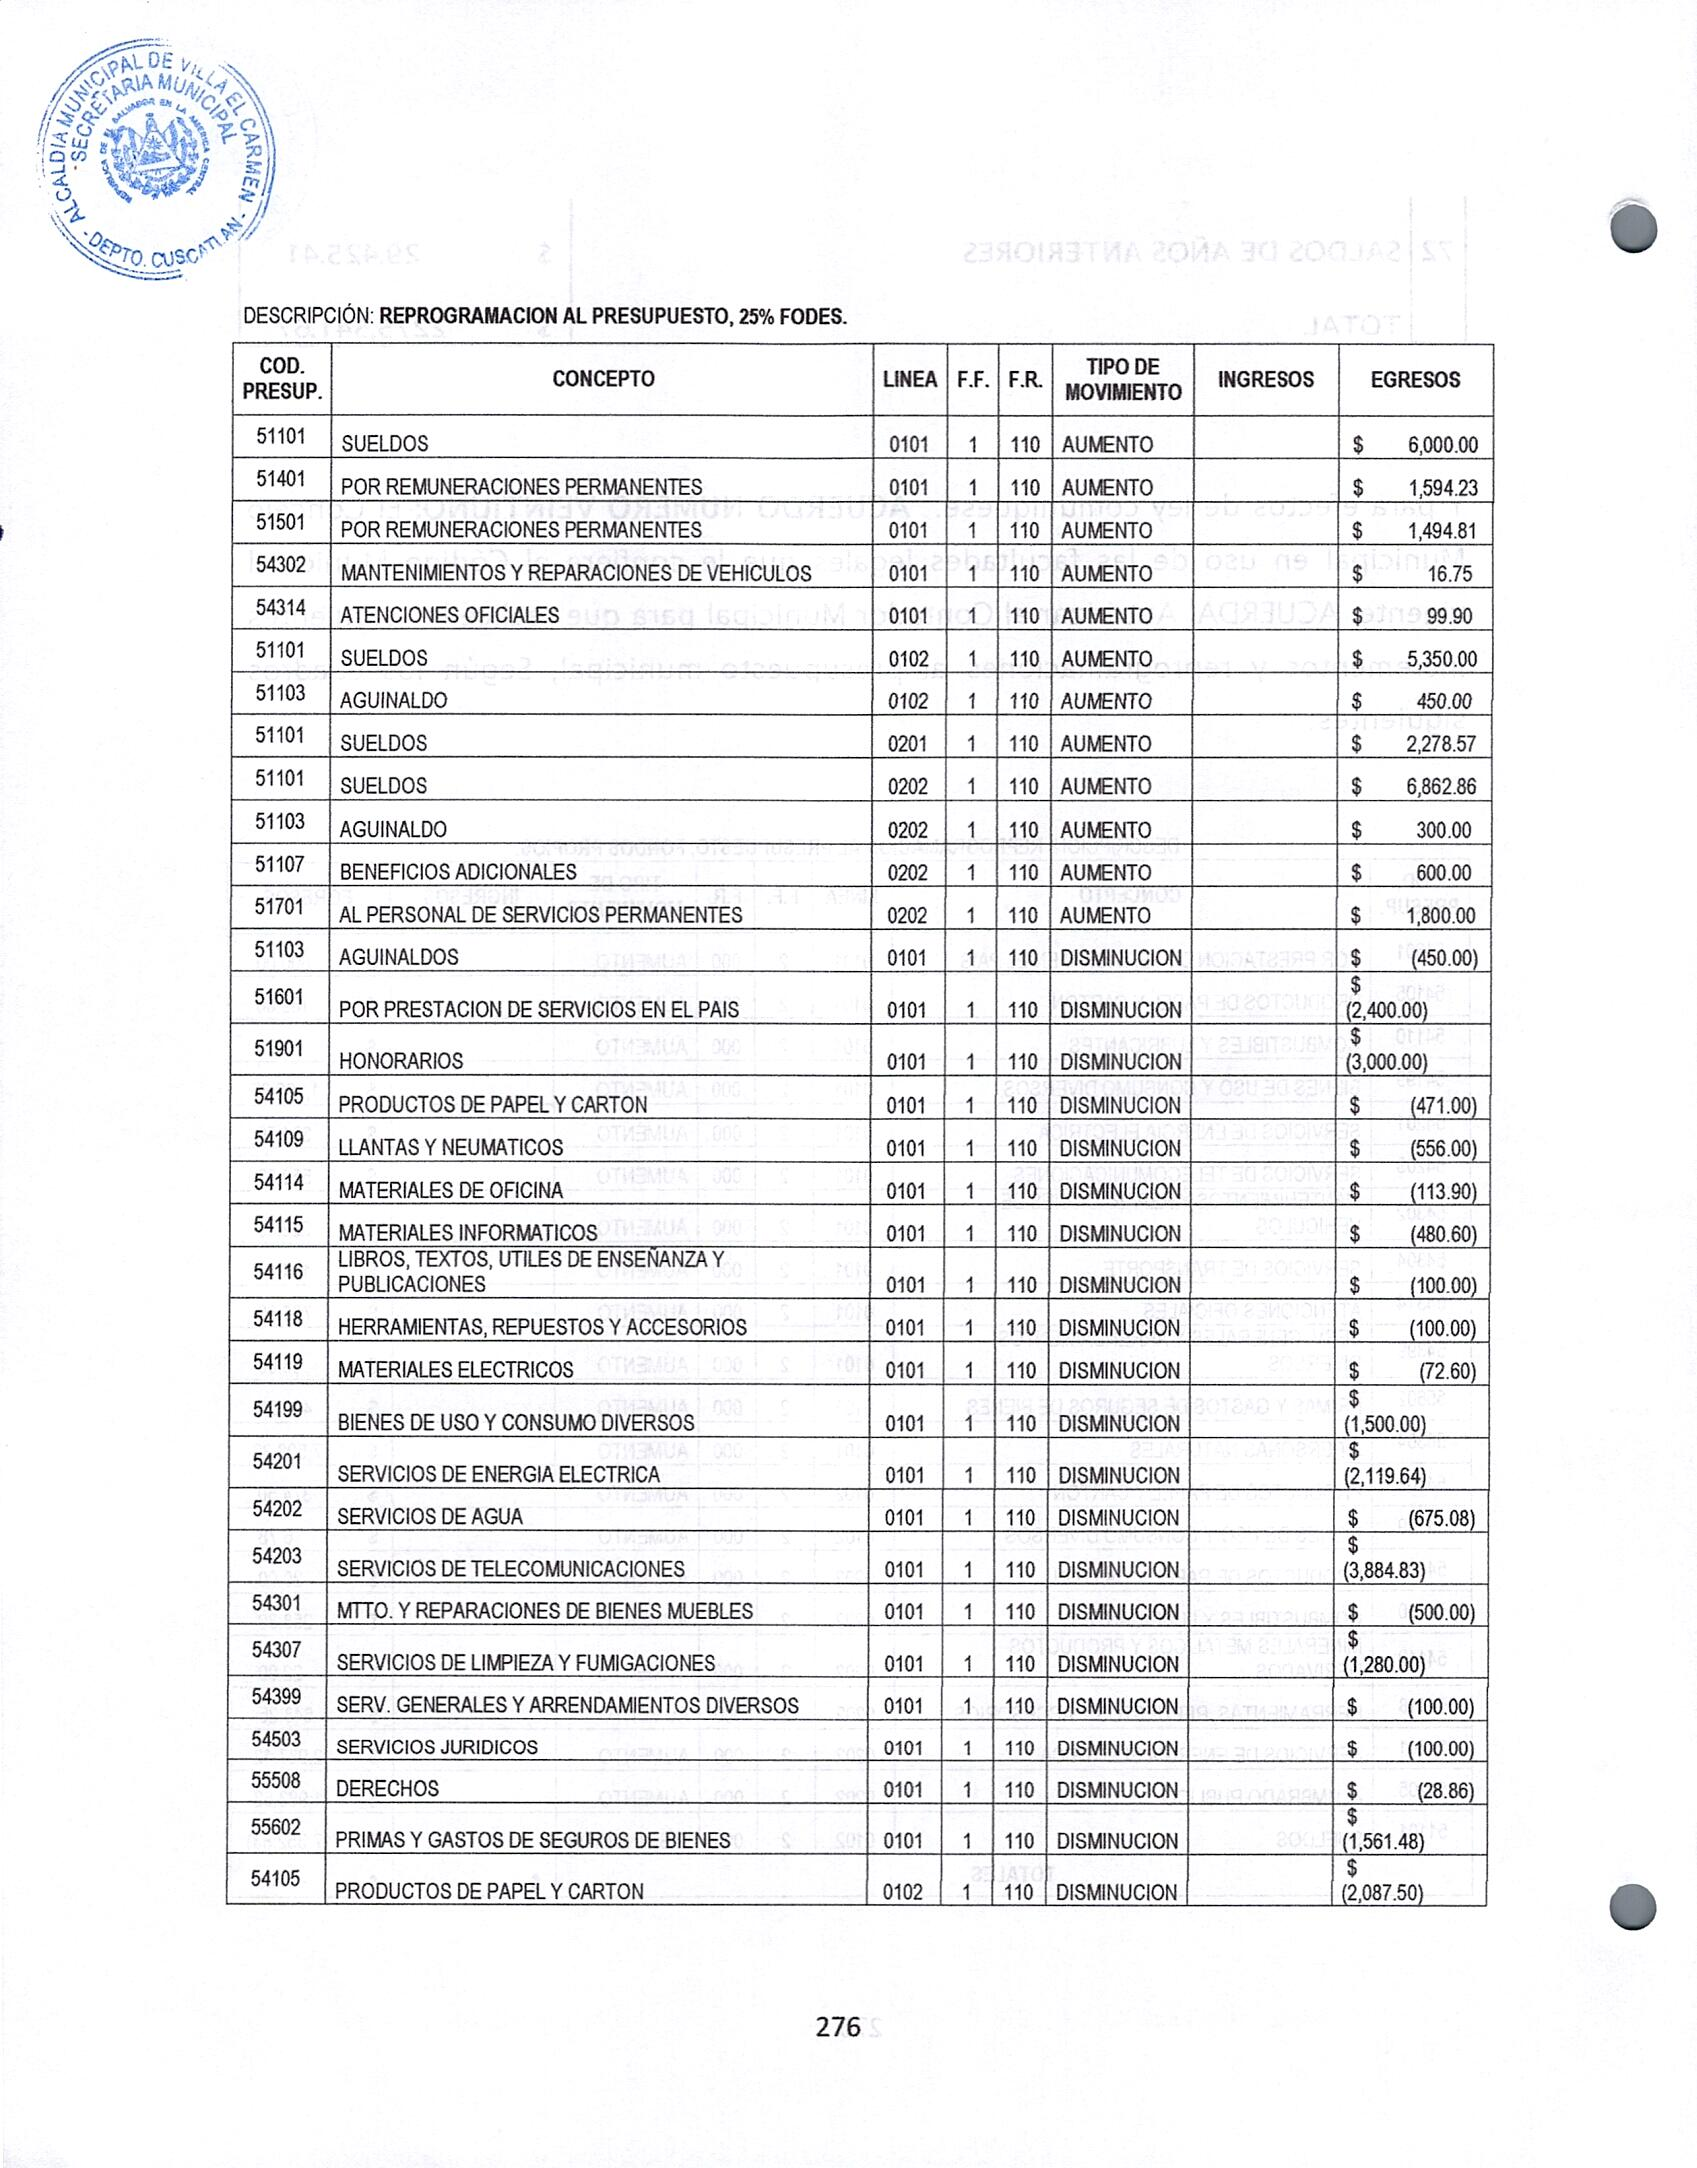 ALCALDIA MUNICIPAL DE VILLA EL CARMEN
SECRETARIA MUNICIPAL
REPUBLICA DE EL SALVADOR EN LA AMERICA CENTRAL
- DEPTO. CUSCATLAN -
DESCRIPCIÓN: REPROGRAMACION AL PRESUPUESTO, 25% FODES.
COD. PRESUP. CONCEPTO LINEA F.F. F.R. TIPO DE MOVIMIENTO INGRESOS EGRESOS
51101 SUELDOS 0101 1 110 AUMENTO $ 6,000.00
51401 POR REMUNERACIONES PERMANENTES 0101 1 110 AUMENTO $ 1,594.23
51501 POR REMUNERACIONES PERMANENTES 0101 1 110 AUMENTO $ 1,494.81
54302 MANTENIMIENTOS Y REPARACIONES DE VEHICULOS 0101 1 110 AUMENTO $ 16.75
54314 ATENCIONES OFICIALES 0101 1 110 AUMENTO $ 99.90
51101 SUELDOS 0102 1 110 AUMENTO $ 5,350.00
51103 AGUINALDO 0102 1 110 AUMENTO $ 450.00
51101 SUELDOS 0201 1 110 AUMENTO $ 2,278.57
51101 SUELDOS 0202 1 110 AUMENTO $ 6,862.86
51103 AGUINALDO 0202 1 110 AUMENTO $ 300.00
51107 BENEFICIOS ADICIONALES 0202 1 110 AUMENTO $ 600.00
51701 AL PERSONAL DE SERVICIOS PERMANENTES 0202 1 110 AUMENTO $ 1,800.00
51103 AGUINALDOS 0101 1 110 DISMINUCION $ (450.00)
51601 POR PRESTACION DE SERVICIOS EN EL PAIS 0101 1 110 DISMINUCION $ (2,400.00)
51901 HONORARIOS 0101 1 110 DISMINUCION $ (3,000.00)
54105 PRODUCTOS DE PAPEL Y CARTON 0101 1 110 DISMINUCION $ (471.00)
54109 LLANTAS Y NEUMATICOS 0101 1 110 DISMINUCION $ (556.00)
54114 MATERIALES DE OFICINA 0101 1 110 DISMINUCION $ (113.90)
54115 MATERIALES INFORMATICOS 0101 1 110 DISMINUCION $ (480.60)
54116 LIBROS, TEXTOS, UTILES DE ENSEÑANZA Y
PUBLICACIONES 0101 1 110 DISMINUCION $ (100.00)
54118 HERRAMIENTAS, REPUESTOS Y ACCESORIOS 0101 1 110 DISMINUCION $ (100.00)
54119 MATERIALES ELECTRICOS 0101 1 110 DISMINUCION $ (72.60)
54199 BIENES DE USO Y CONSUMO DIVERSOS 0101 1 110 DISMINUCION $ (1,500.00)
54201 SERVICIOS DE ENERGIA ELECTRICA 0101 1 110 DISMINUCION $ (2,119.64)
54202 SERVICIOS DE AGUA 0101 1 110 DISMINUCION $ (675.08)
54203 SERVICIOS DE TELECOMUNICACIONES 0101 1 110 DISMINUCION $ (3,884.83)
54301 MTTO. Y REPARACIONES DE BIENES MUEBLES 0101 1 110 DISMINUCION $ (500.00)
54307 SERVICIOS DE LIMPIEZA Y FUMIGACIONES 0101 1 110 DISMINUCION $ (1,280.00)
54399 SERV. GENERALES Y ARRENDAMIENTOS DIVERSOS 0101 1 110 DISMINUCION $ (100.00)
54503 SERVICIOS JURIDICOS 0101 1 110 DISMINUCION $ (100.00)
55508 DERECHOS 0101 1 110 DISMINUCION $ (28.86)
55602 PRIMAS Y GASTOS DE SEGUROS DE BIENES 0101 1 110 DISMINUCION $ (1,561.48)
54105 PRODUCTOS DE PAPEL Y CARTON 0102 1 110 DISMINUCION $ (2,087.50)
276